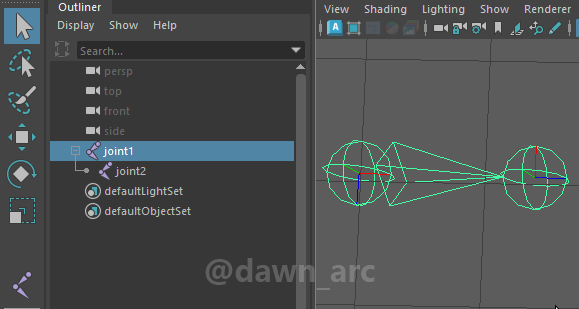 Outliner
Display Show Help
Search...
persp
top
front
side
joint1
joint2
defaultLightSet
defaultObjectSet
View Shading Lighting Show Renderer
A
@dawn_arc